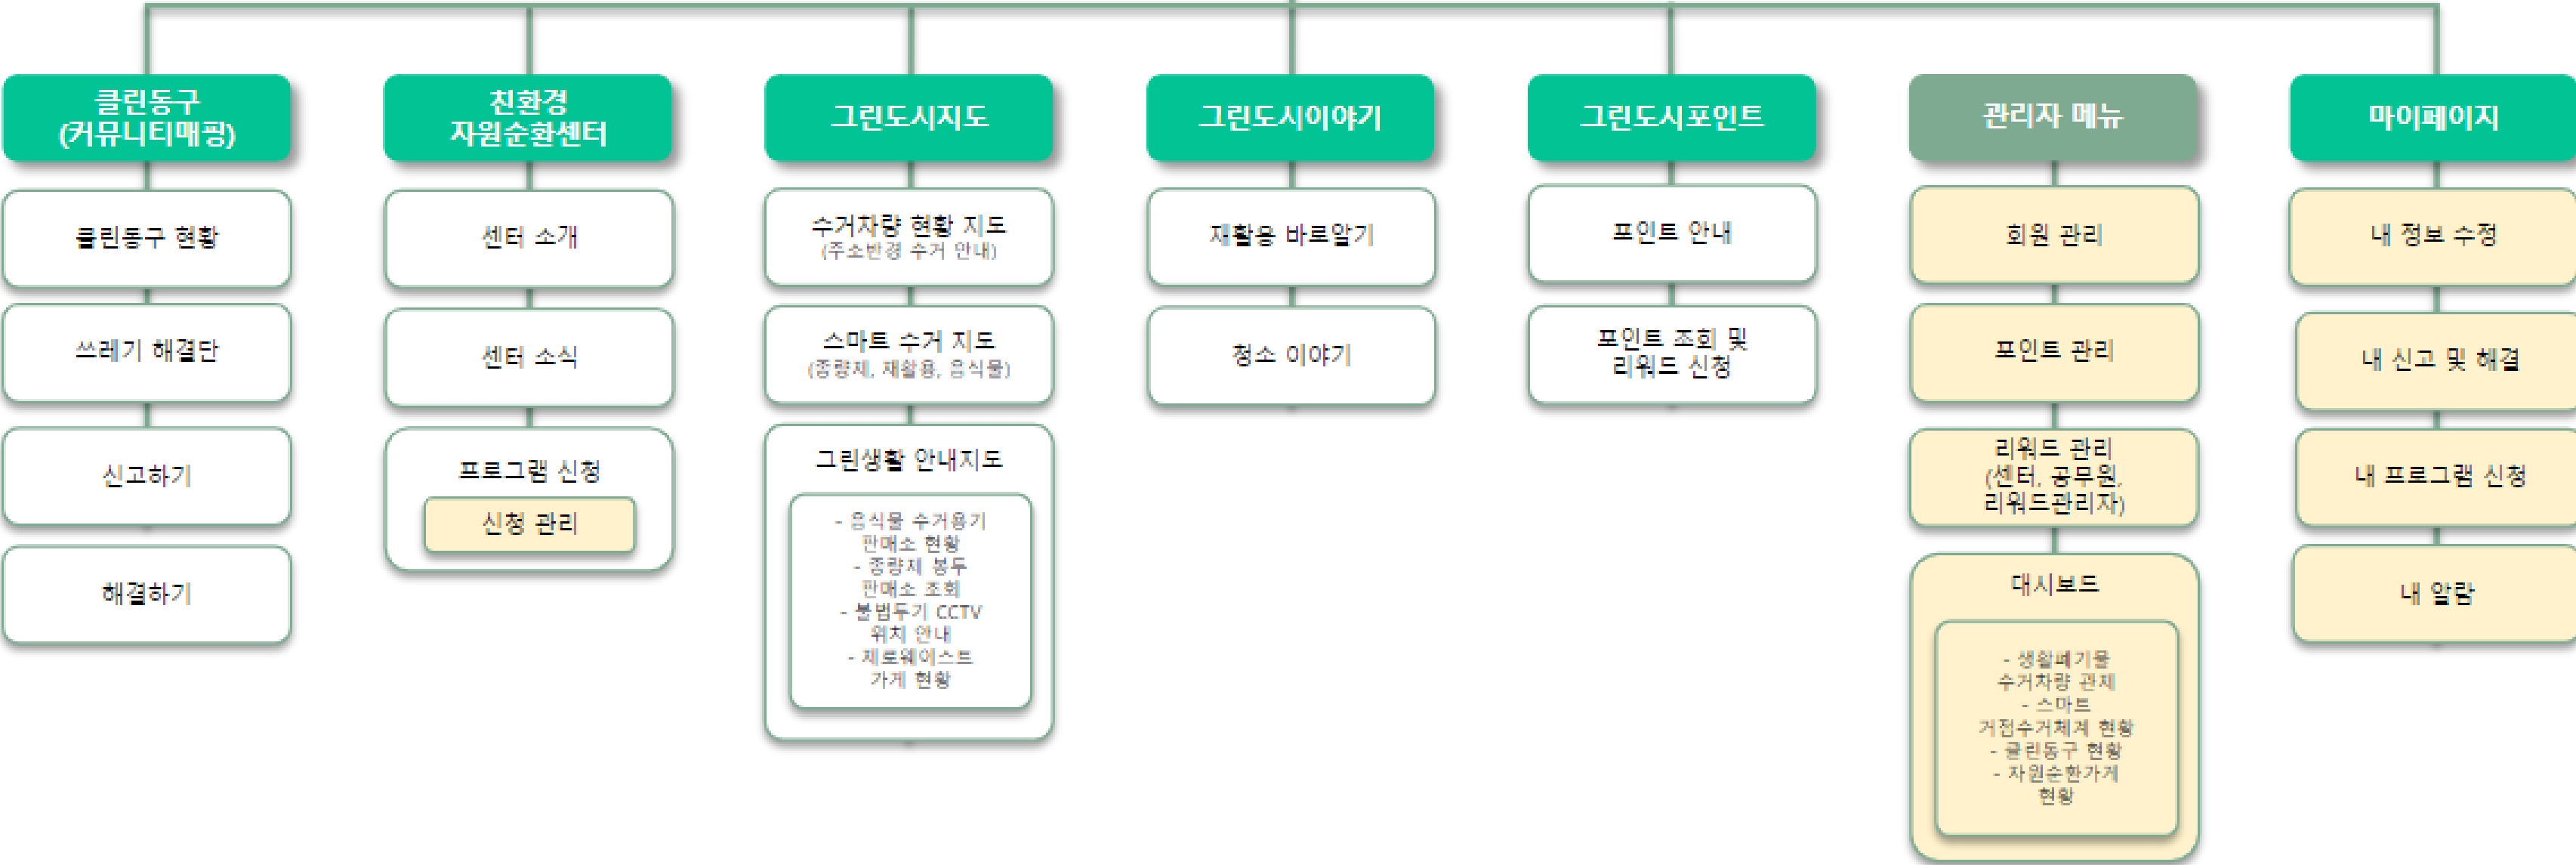 클린동구
(커뮤니티매핑)
클린동구 현황
쓰레기 해결단
신고하기
해결하기
친환경
자원순환센터
센터 소개
센터 소식
프로그램 신청
신청 관리
그린도시지도
수거차량 현황 지도
(주소반경 수거 안내)
스마트 수거 지도
(종량제, 재활용, 음식물)
그린생활 안내지도
- 음식물 수거용기
판매소 현황
- 종량제 봉투
판매소 조회
- 불법투기 CCTV
위치 안내
- 제로웨이스트
가게 현황
그린도시이야기
재활용 바르알기
청소 이야기
그린도시포인트
포인트 안내
포인트 조회 및
리워드 신청
관리자 메뉴
회원 관리
포인트 관리
리워드 관리
(센터, 공무원,
리워드관리자)
대시보드
- 생활폐기물
수거차량 관제
- 스마트
거점수거체계 현황
- 클린동구 현황
- 자원순환가게
현황
마이페이지
내 정보 수정
내 신고 및 해결
내 프로그램 신청
내 알람